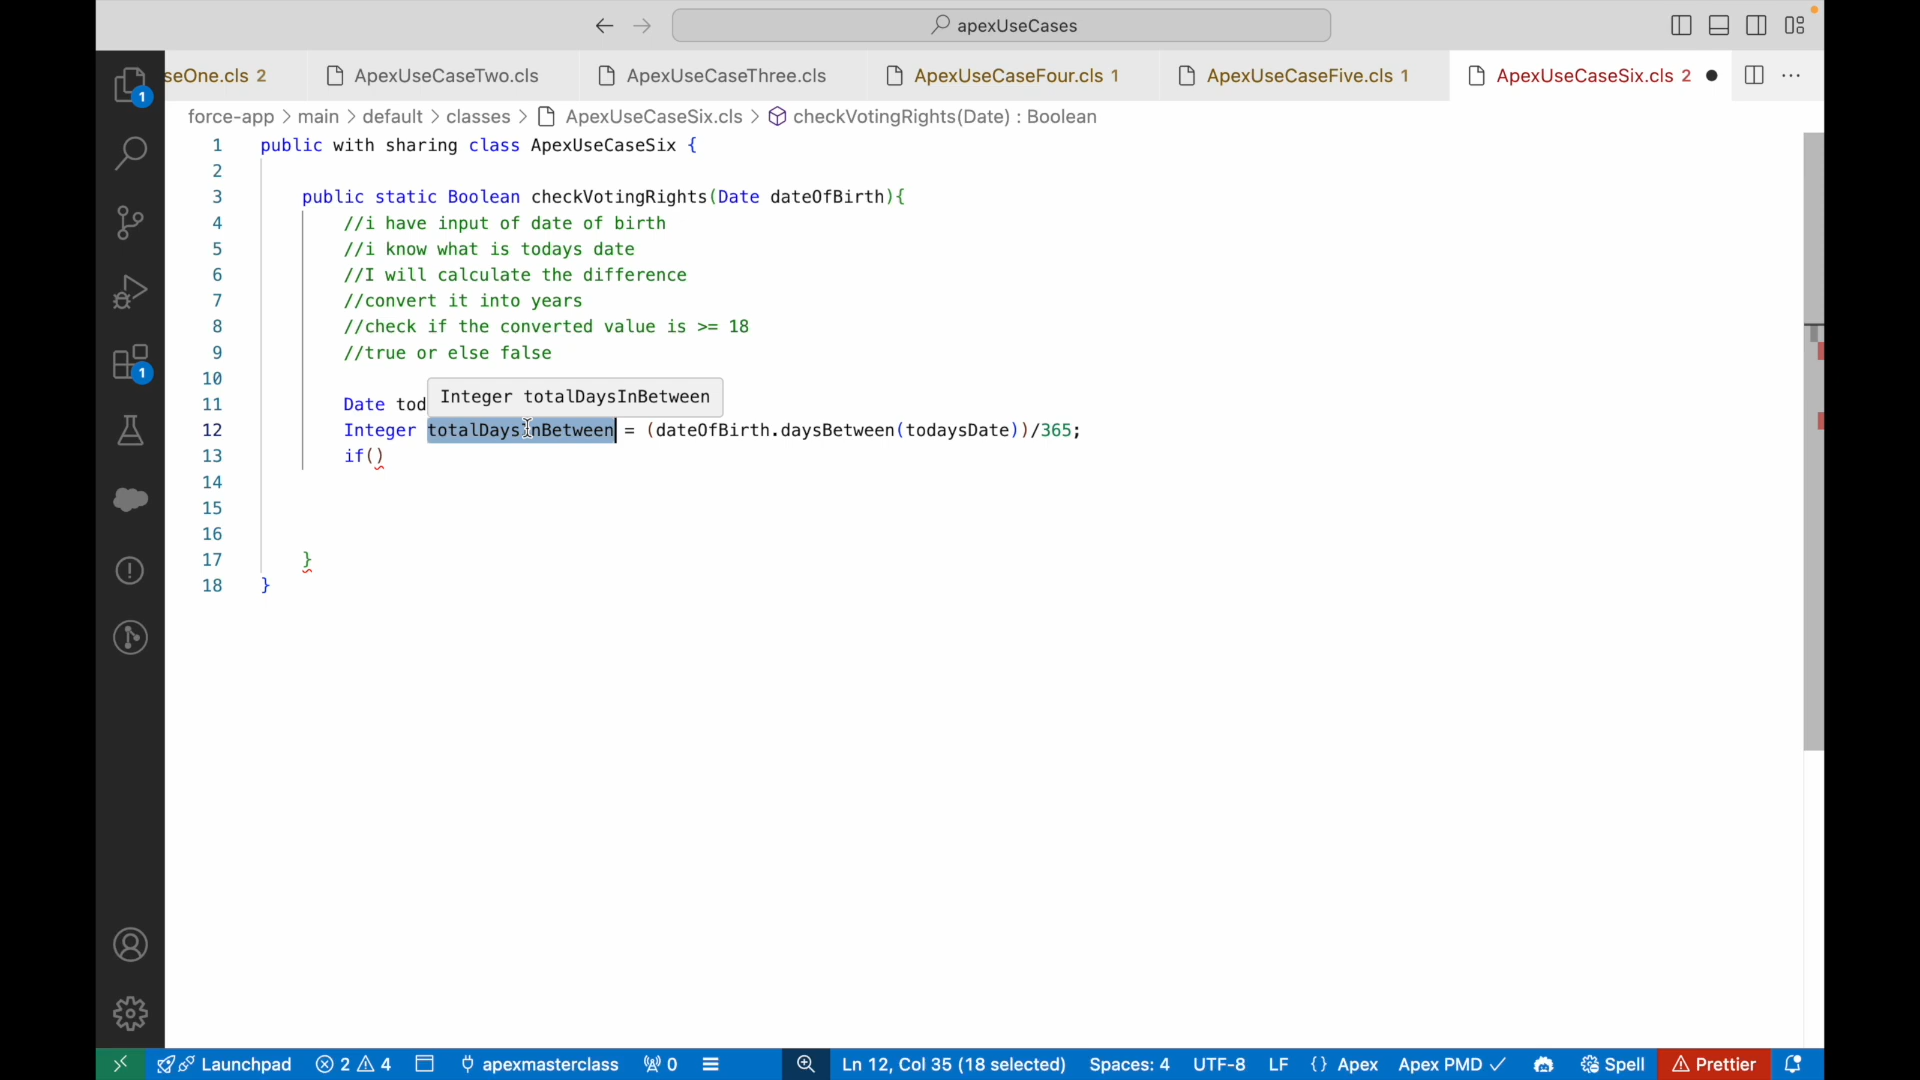 apexUseCases
seOne.cls 2 ApexUseCaseTwo.cls ApexUseCaseThree.cls ApexUseCaseFour.cls 1 ApexUseCaseFive.cls 1 ApexUseCaseSix.cls 2 ● ···
force-app > main > default > classes > ApexUseCaseSix.cls > checkVotingRights(Date) : Boolean
1 public with sharing class ApexUseCaseSix {
2
3 public static Boolean checkVotingRights(Date dateOfBirth){
4 //i have input of date of birth
5 //i know what is todays date
6 //I will calculate the difference
7 //convert it into years
8 //check if the converted value is >= 18
9 //true or else false
10
Integer totalDaysInBetween
11 Date tod
12 Integer totalDaysInBetween = (dateOfBirth.daysBetween(todaysDate))/365;
13 if()
14
15
16
17 }
18 }
1
1
Launchpad 2 4 apexmasterclass 0 Ln 12, Col 35 (18 selected) Spaces: 4 UTF-8 LF {} Apex Apex PMD ✓ Spell Prettier